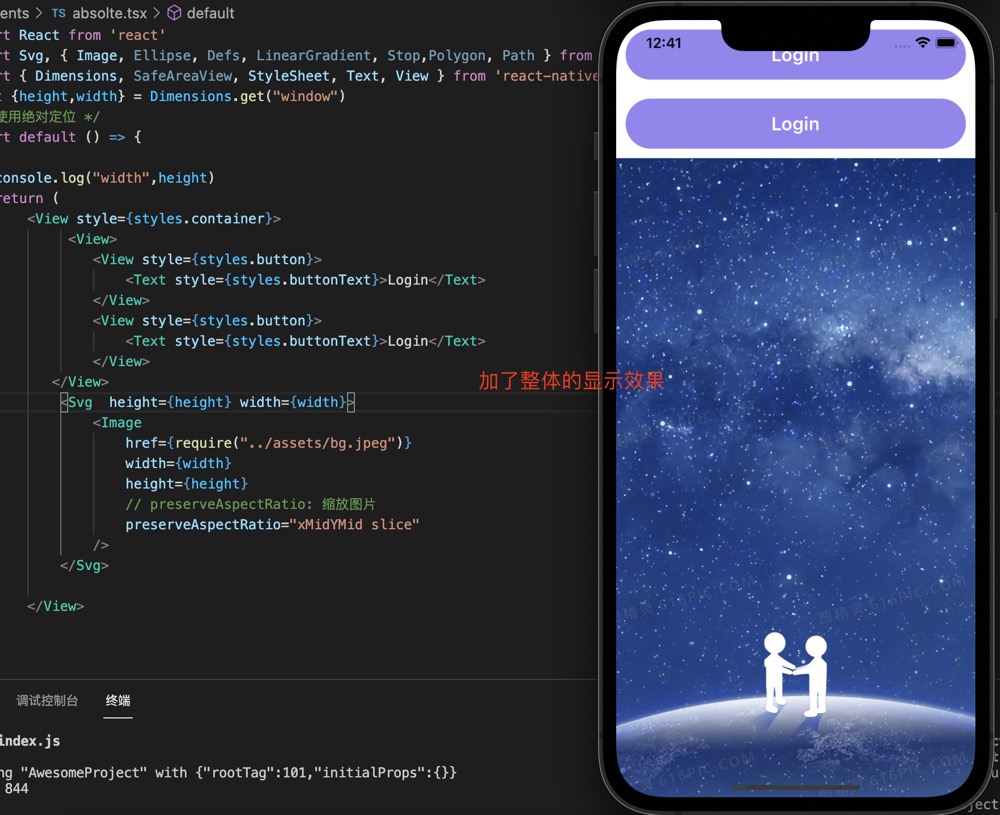 ents > TS absolte.tsx > default
rt React from 'react'
rt Svg, { Image, Ellipse, Defs, LinearGradient, Stop,Polygon, Path } from
rt { Dimensions, SafeAreaView, StyleSheet, Text, View } from 'react-native
t {height,width} = Dimensions.get("window")
使用绝对定位 */
rt default () => {
console.log("width",height)
return (
<View style={styles.container}>
<View>
<View style={styles.button}>
<Text style={styles.buttonText}>Login</Text>
</View>
<View style={styles.button}>
<Text style={styles.buttonText}>Login</Text>
</View>
</View>
<Svg  height={height} width={width}>
<Image
href={require("../assets/bg.jpeg")}
width={width}
height={height}
// preserveAspectRatio: 缩放图片
preserveAspectRatio="xMidYMid slice"
/>
</Svg>
</View>
调试控制台 终端
index.js
ng "AwesomeProject" with {"rootTag":101,"initialProps":{}}
844
加了整体的显示效果
12:41
Login
Login
616PIC.COM
616PIC.COM
ject